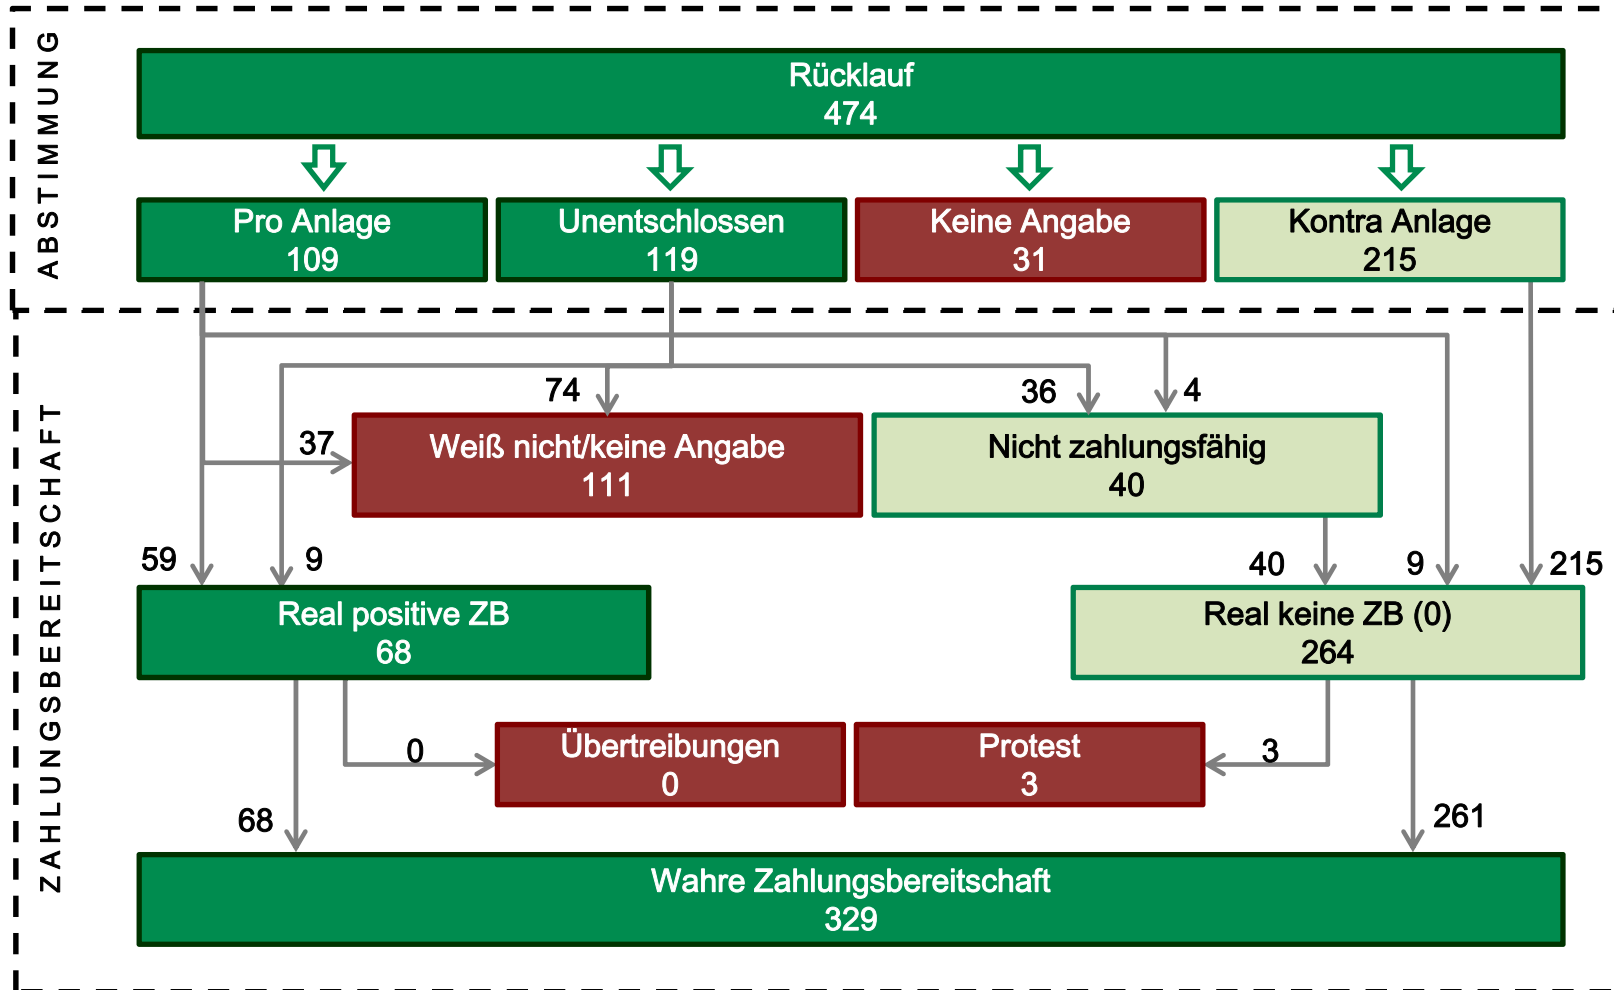 ABSTIMMUNG
Rücklauf
474
Pro Anlage
109
Unentschlossen
119
Keine Angabe
31
Kontra Anlage
215
ZAHLUNGSBEREITSCHAFT
74
36
4
37
Weiß nicht/keine Angabe
111
Nicht zahlungsfähig
40
59
9
40
9
215
Real positive ZB
68
Real keine ZB (0)
264
0
Übertreibungen
0
Protest
3
3
68
261
Wahre Zahlungsbereitschaft
329